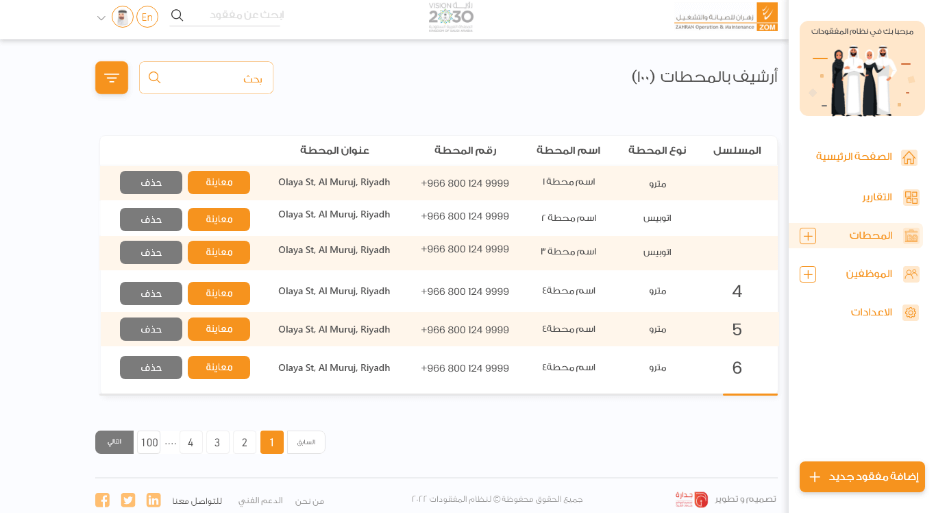 ابحث عن مفقود
En
VISION رؤيــة
2030
زهـران للصيـانـة والتشغيـل
ZAHRAN Operation & Maintenance
ZOM
مرحبا بك في نظام المفقودات
الصفحة الرئيسية
التقارير
المحطات
الموظفين
الاعدادات
إضافة مفقود جديد
أرشيف بالمحطات (١٠٠)
بحث
المسلسل نوع المحطة اسم المحطة رقم المحطة عنوان المحطة
مترو اسم محطة ١ +966 800 124 9999 Olaya St, Al Muruj, Riyadh معاينة حذف
اتوبيس اسم محطة ٢ +966 800 124 9999 Olaya St, Al Muruj, Riyadh معاينة حذف
اتوبيس اسم محطة ٣ +966 800 124 9999 Olaya St, Al Muruj, Riyadh معاينة حذف
4 مترو اسم محطة٤ +966 800 124 9999 Olaya St, Al Muruj, Riyadh معاينة حذف
5 مترو اسم محطة٤ +966 800 124 9999 Olaya St, Al Muruj, Riyadh معاينة حذف
6 مترو اسم محطة٤ +966 800 124 9999 Olaya St, Al Muruj, Riyadh معاينة حذف
السابق 1 2 3 4 .... 100 التالي
تصميم و تطوير جدارة
جميع الحقوق محفوظة © لنظام المفقودات ٢٠٢٢
من نحن الدعم الفني للتواصل معنا